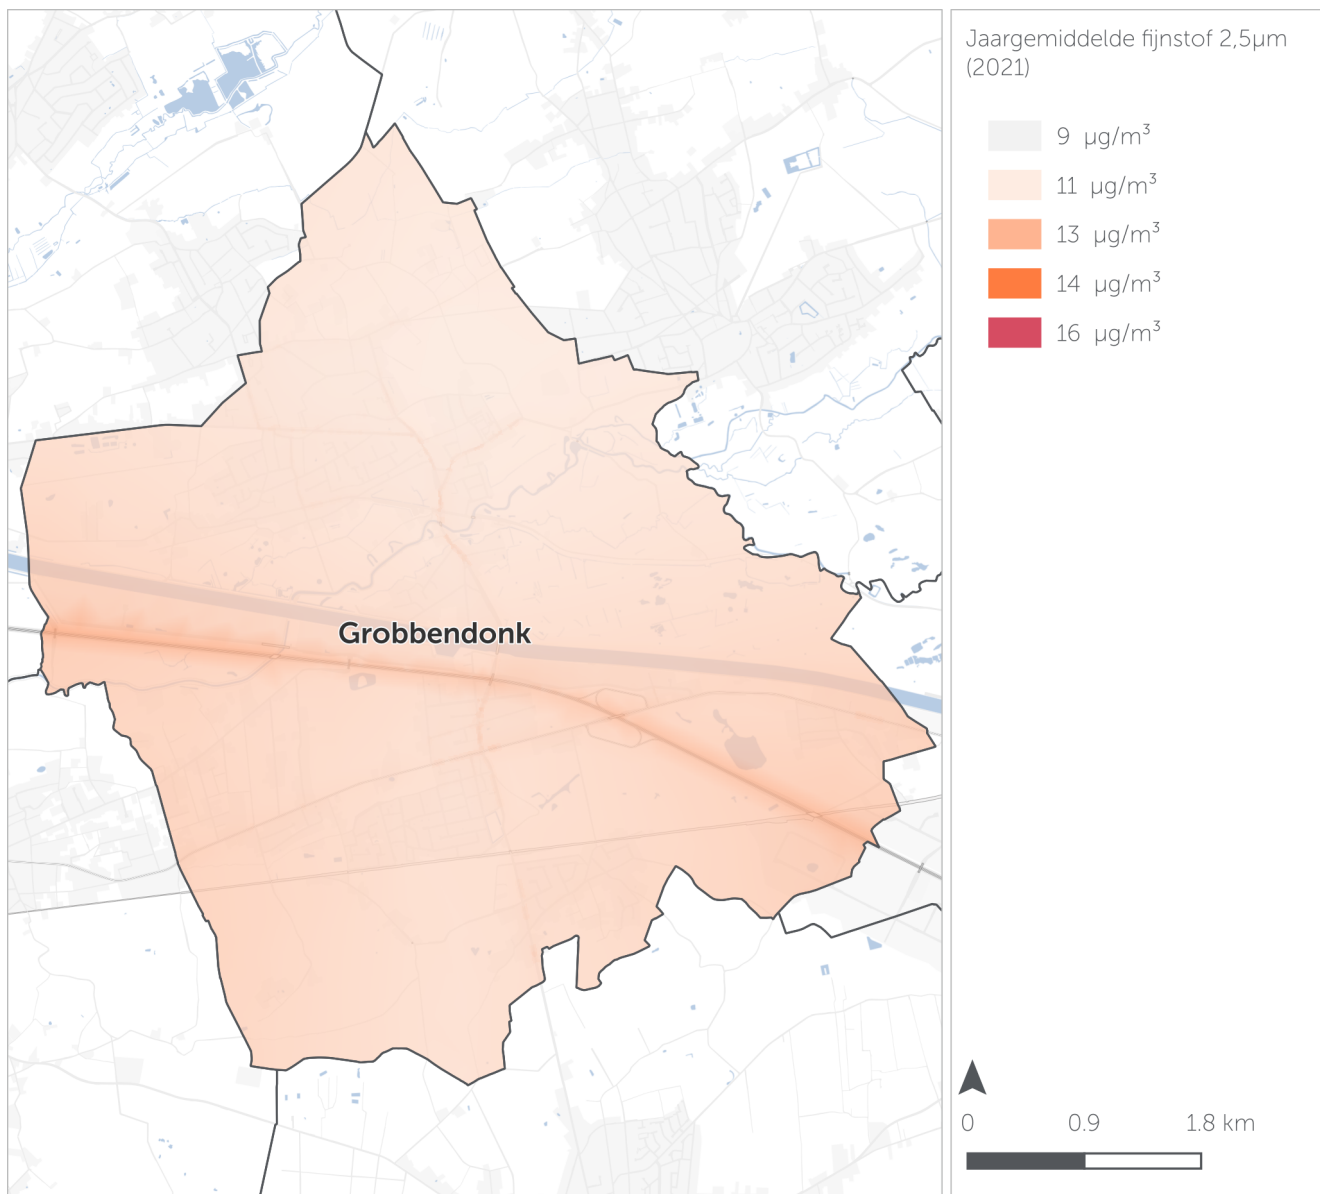 Jaargemiddelde fijnstof 2,5µm
(2021)
9 µg/m³
11 µg/m³
13 µg/m³
14 µg/m³
16 µg/m³
Grobbendonk
0 0.9 1.8 km